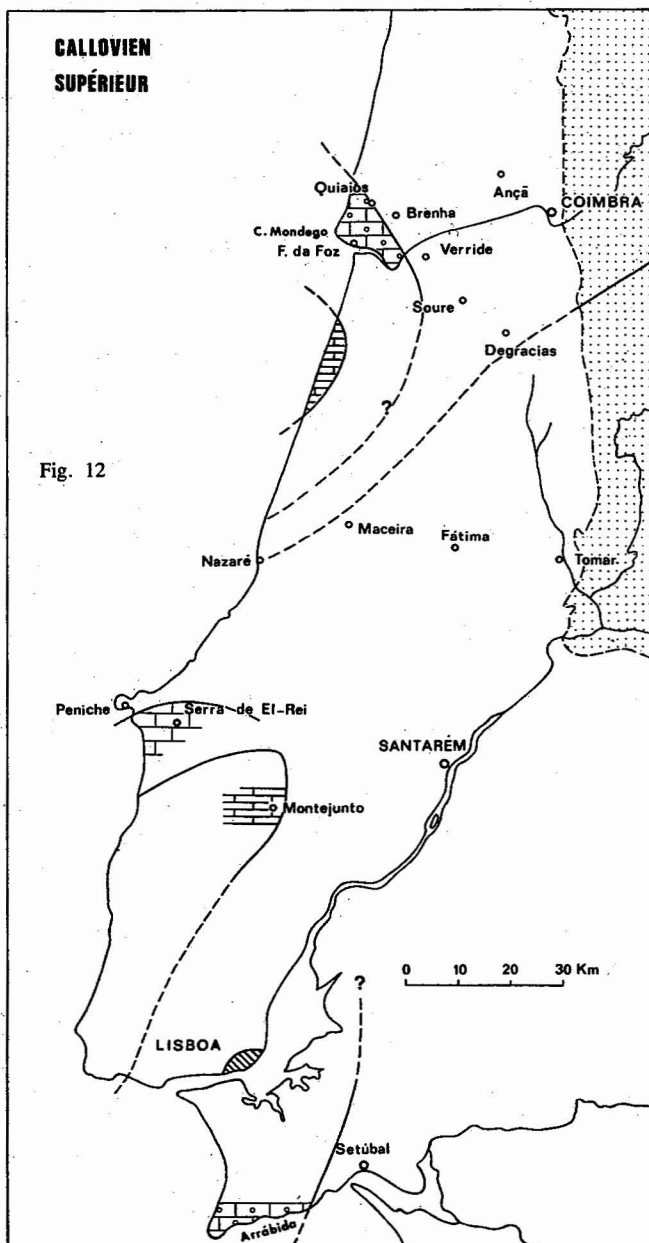 CALLOVIEN
SUPÉRIEUR
Quiaios
Ançã
COIMBRA
Brenha
C. Mondego
F. da Foz
Verride
Soure
Degracias
?
Fig. 12
Maceira
Fátima
Nazaré
Tomar
Peniche
Serra de El-Rei
SANTARÉM
Montejunto
0 10 20 30 Km
?
LISBOA
Setúbal
Arrábida